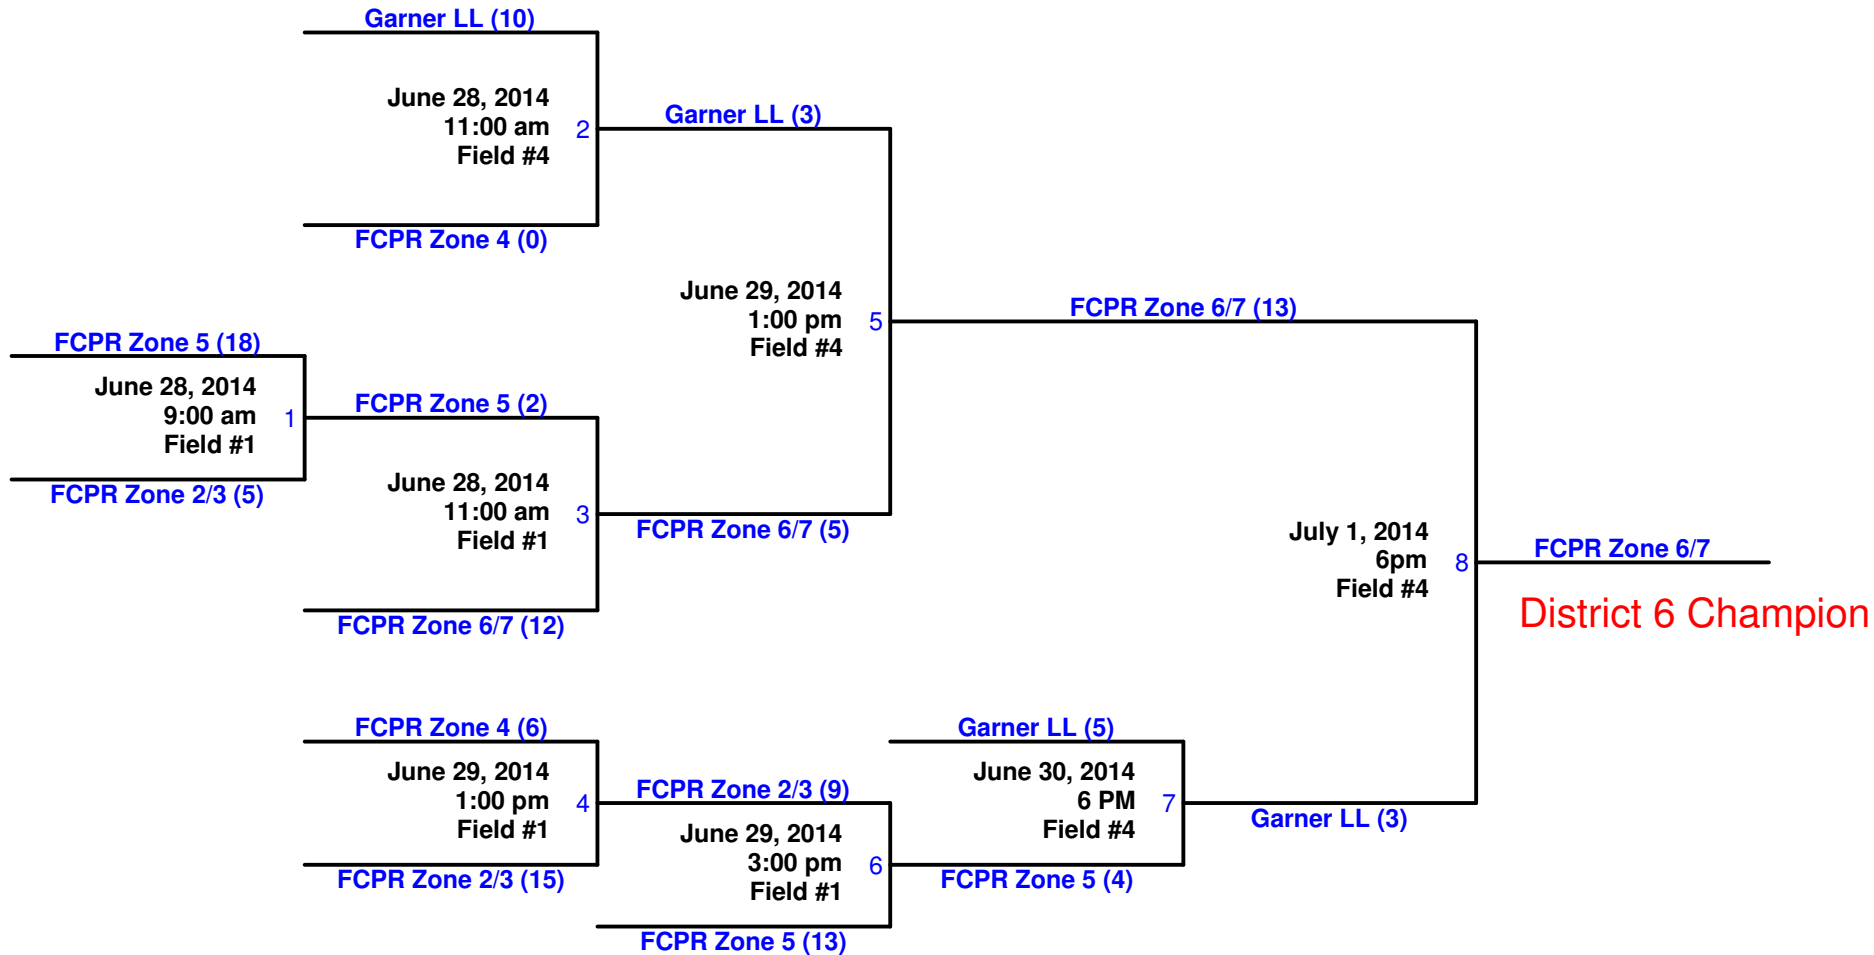 Garner LL (10)
June 28, 2014
11:00 am
Field #4
2
FCPR Zone 4 (0)
Garner LL (3)
June 29, 2014
1:00 pm
Field #4
5
FCPR Zone 6/7 (13)
FCPR Zone 5 (18)
June 28, 2014
9:00 am
Field #1
1
FCPR Zone 2/3 (5)
FCPR Zone 5 (2)
June 28, 2014
11:00 am
Field #1
3
FCPR Zone 6/7 (12)
FCPR Zone 6/7 (5)
July 1, 2014
6pm
Field #4
8
FCPR Zone 6/7
District 6 Champion
FCPR Zone 4 (6)
June 29, 2014
1:00 pm
Field #1
4
FCPR Zone 2/3 (15)
FCPR Zone 2/3 (9)
June 29, 2014
3:00 pm
Field #1
6
FCPR Zone 5 (13)
Garner LL (5)
June 30, 2014
6 PM
Field #4
7
FCPR Zone 5 (4)
Garner LL (3)